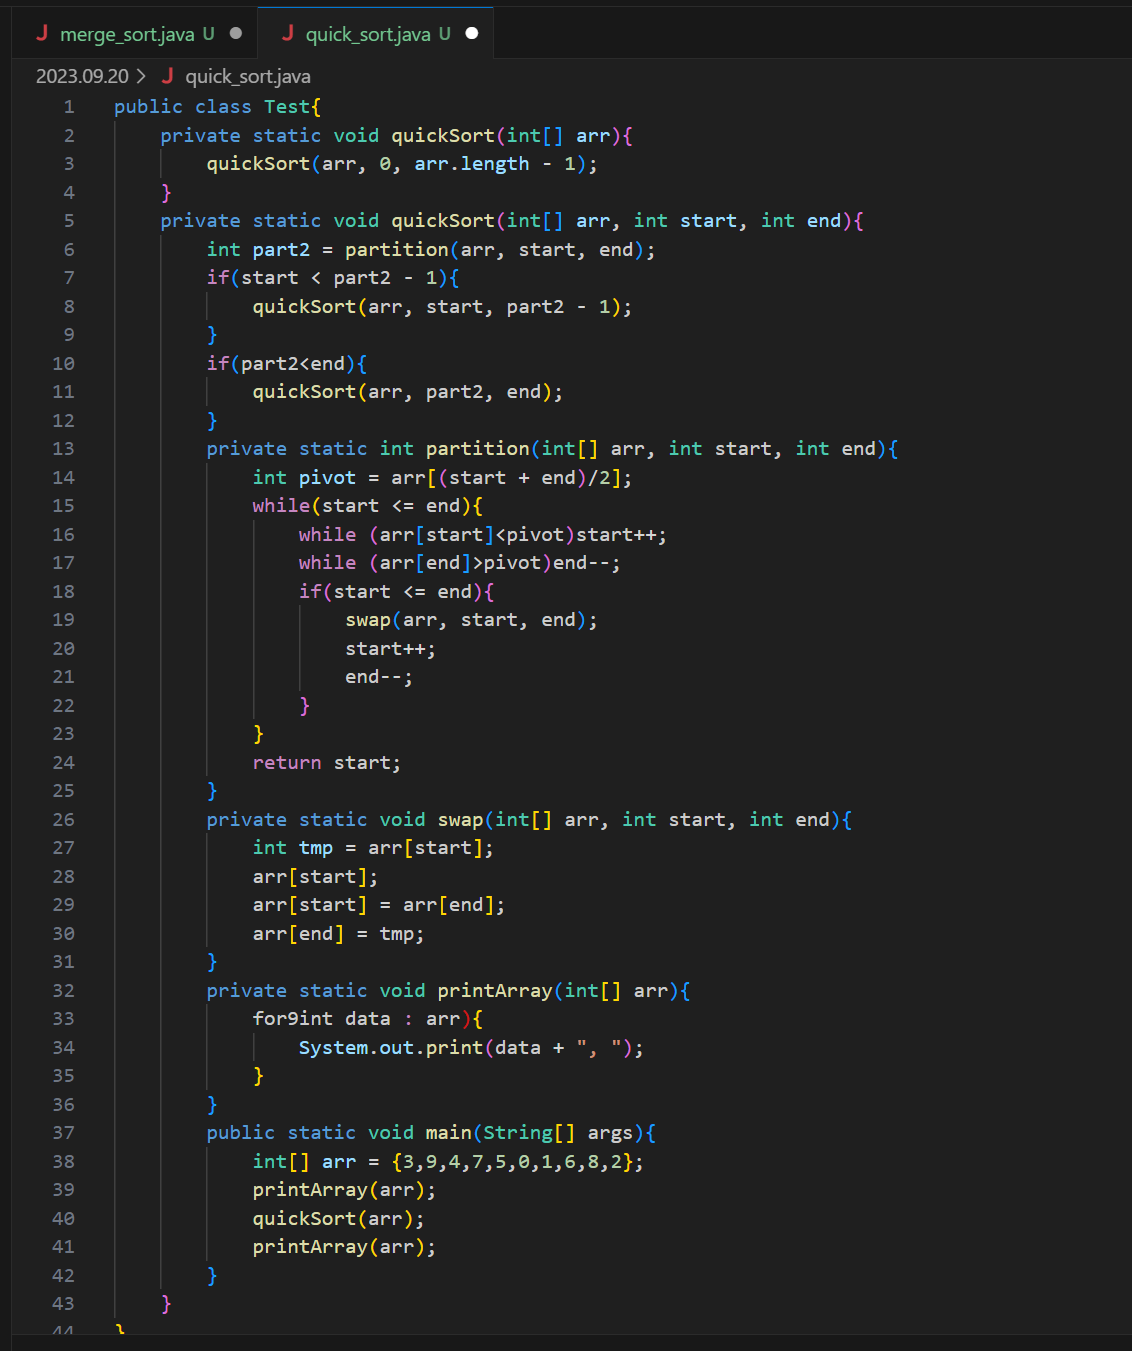 J merge_sort.java U ● J quick_sort.java U ●
2023.09.20 > J quick_sort.java
1 public class Test{
2     private static void quickSort(int[] arr){
3         quickSort(arr, 0, arr.length - 1);
4     }
5     private static void quickSort(int[] arr, int start, int end){
6         int part2 = partition(arr, start, end);
7         if(start < part2 - 1){
8             quickSort(arr, start, part2 - 1);
9         }
10         if(part2<end){
11             quickSort(arr, part2, end);
12         }
13         private static int partition(int[] arr, int start, int end){
14             int pivot = arr[(start + end)/2];
15             while(start <= end){
16                 while (arr[start]<pivot)start++;
17                 while (arr[end]>pivot)end--;
18                 if(start <= end){
19                     swap(arr, start, end);
20                     start++;
21                     end--;
22                 }
23             }
24             return start;
25         }
26         private static void swap(int[] arr, int start, int end){
27             int tmp = arr[start];
28             arr[start];
29             arr[start] = arr[end];
30             arr[end] = tmp;
31         }
32         private static void printArray(int[] arr){
33             for9int data : arr){
34                 System.out.print(data + ", ");
35             }
36         }
37         public static void main(String[] args){
38             int[] arr = {3,9,4,7,5,0,1,6,8,2};
39             printArray(arr);
40             quickSort(arr);
41             printArray(arr);
42         }
43     }
44 }